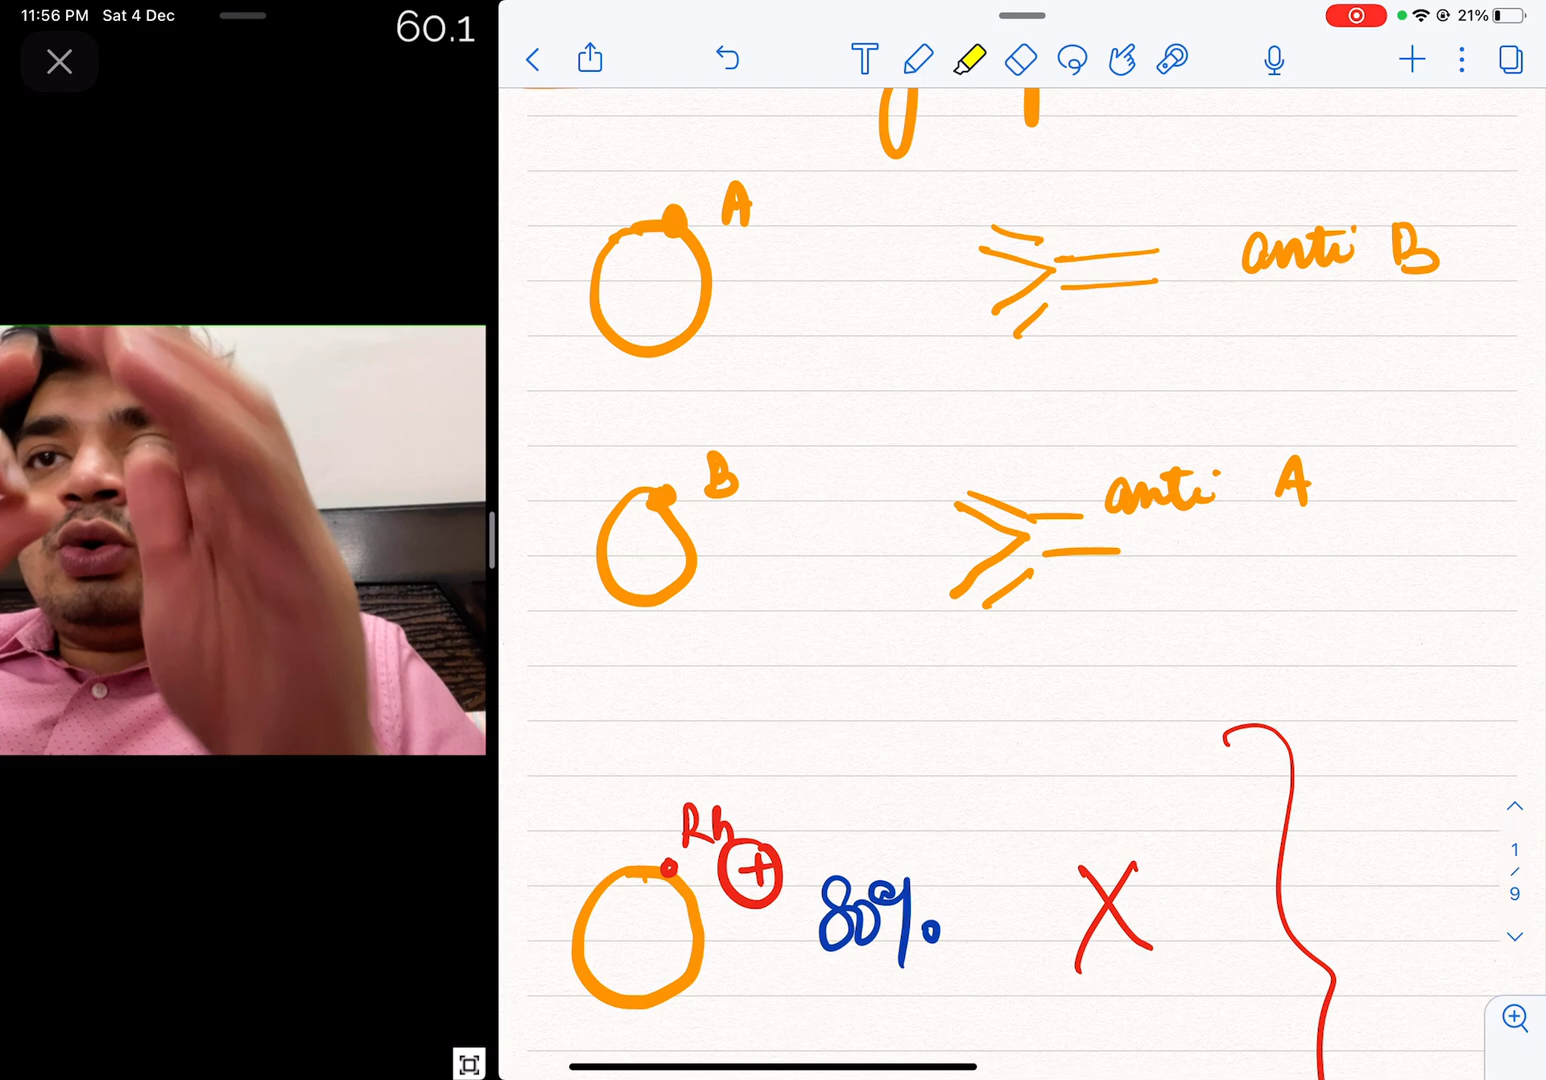 11:56 PM Sat 4 Dec
60.1
21%
T
A
anti B
B
anti A
Rh
+
80%
X
1
/
9